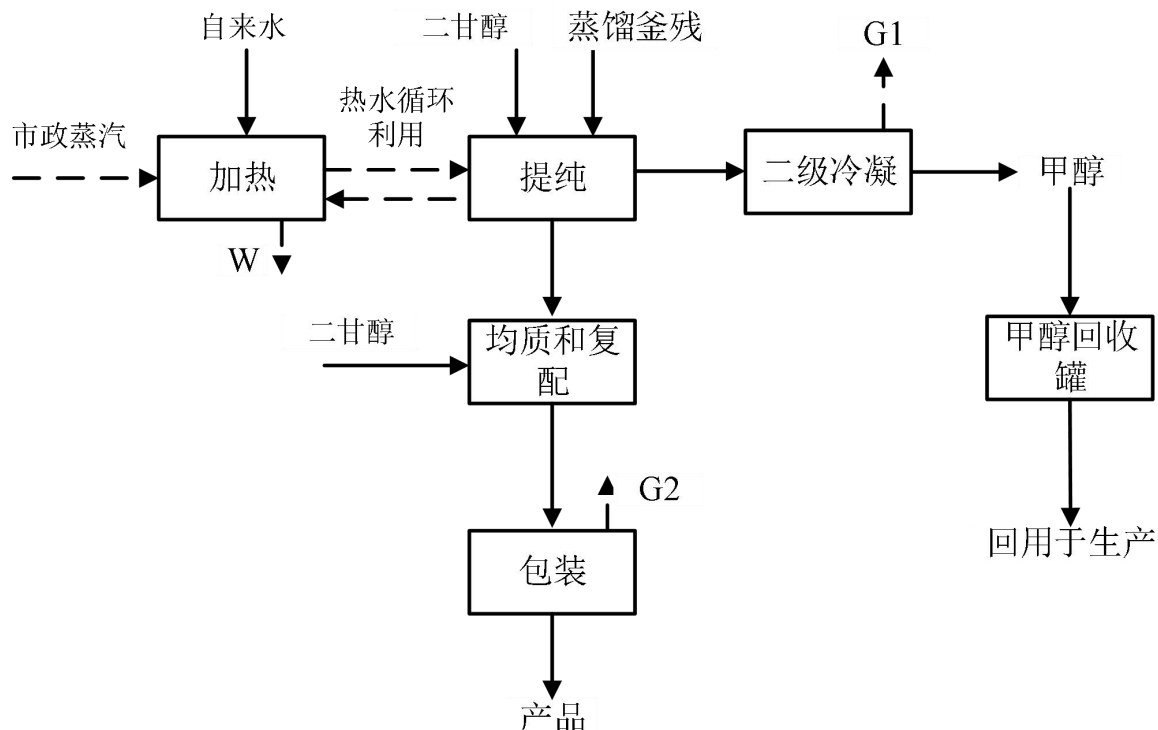 自来水
二甘醇
蒸馏釜残
G1
市政蒸汽
热水循环
利用
加热
提纯
二级冷凝
甲醇
W
二甘醇
均质和复
配
甲醇回收
罐
G2
包装
回用于生产
产品